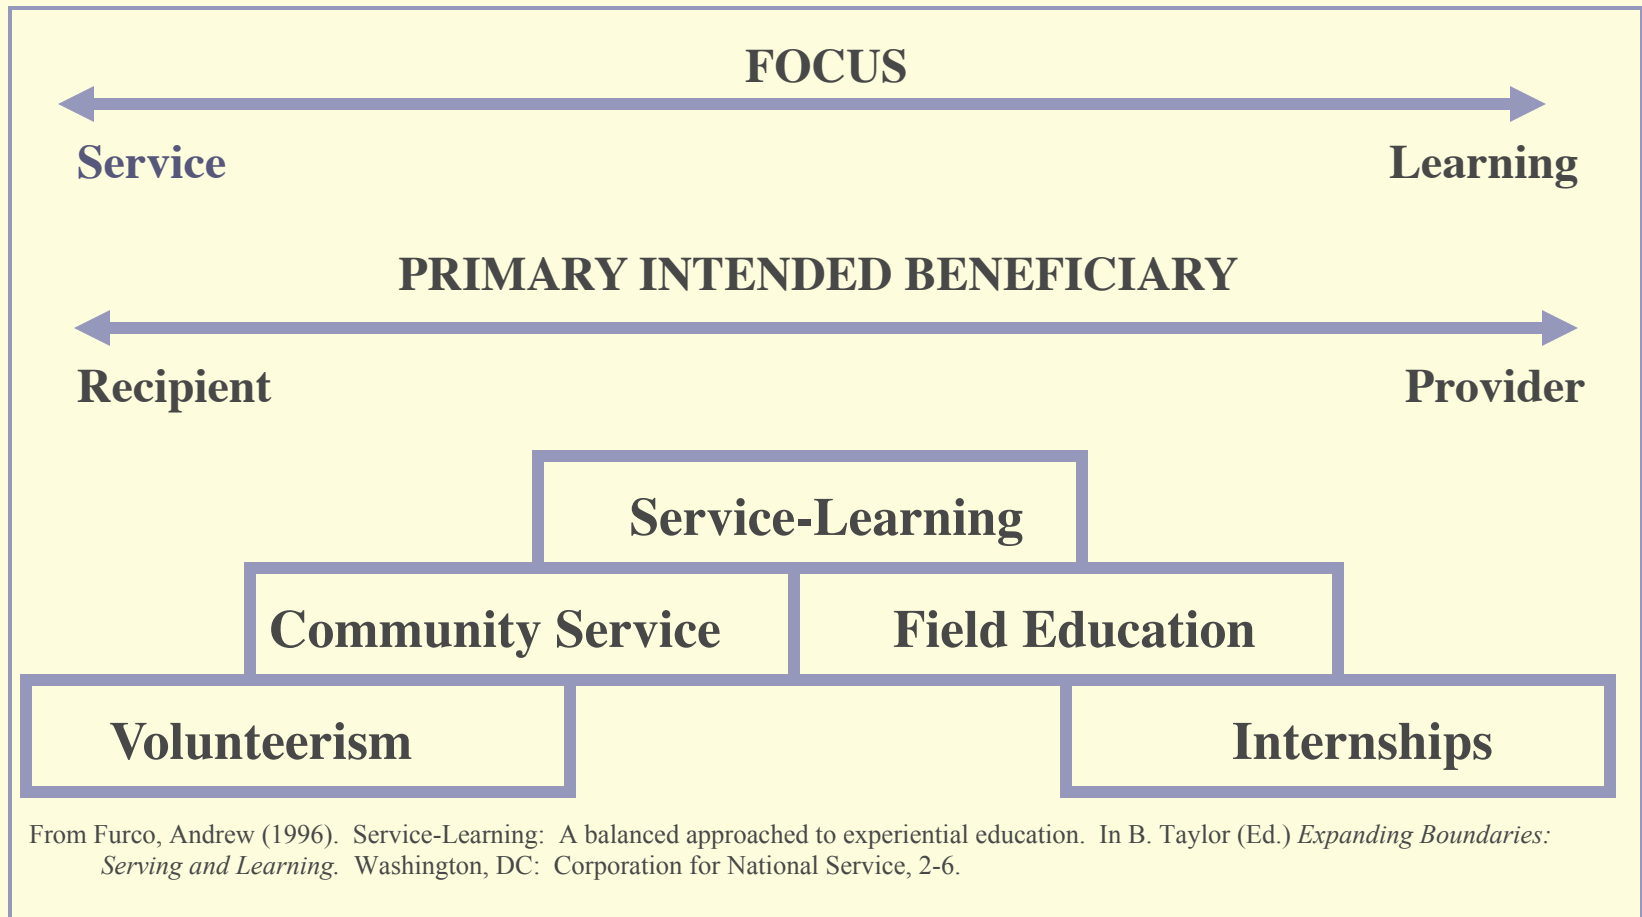 FOCUS
Service Learning
PRIMARY INTENDED BENEFICIARY
Recipient Provider
Service-Learning
Community Service Field Education
Volunteerism Internships
From Furco, Andrew (1996). Service-Learning: A balanced approached to experiential education. In B. Taylor (Ed.) Expanding Boundaries:
Serving and Learning. Washington, DC: Corporation for National Service, 2-6.